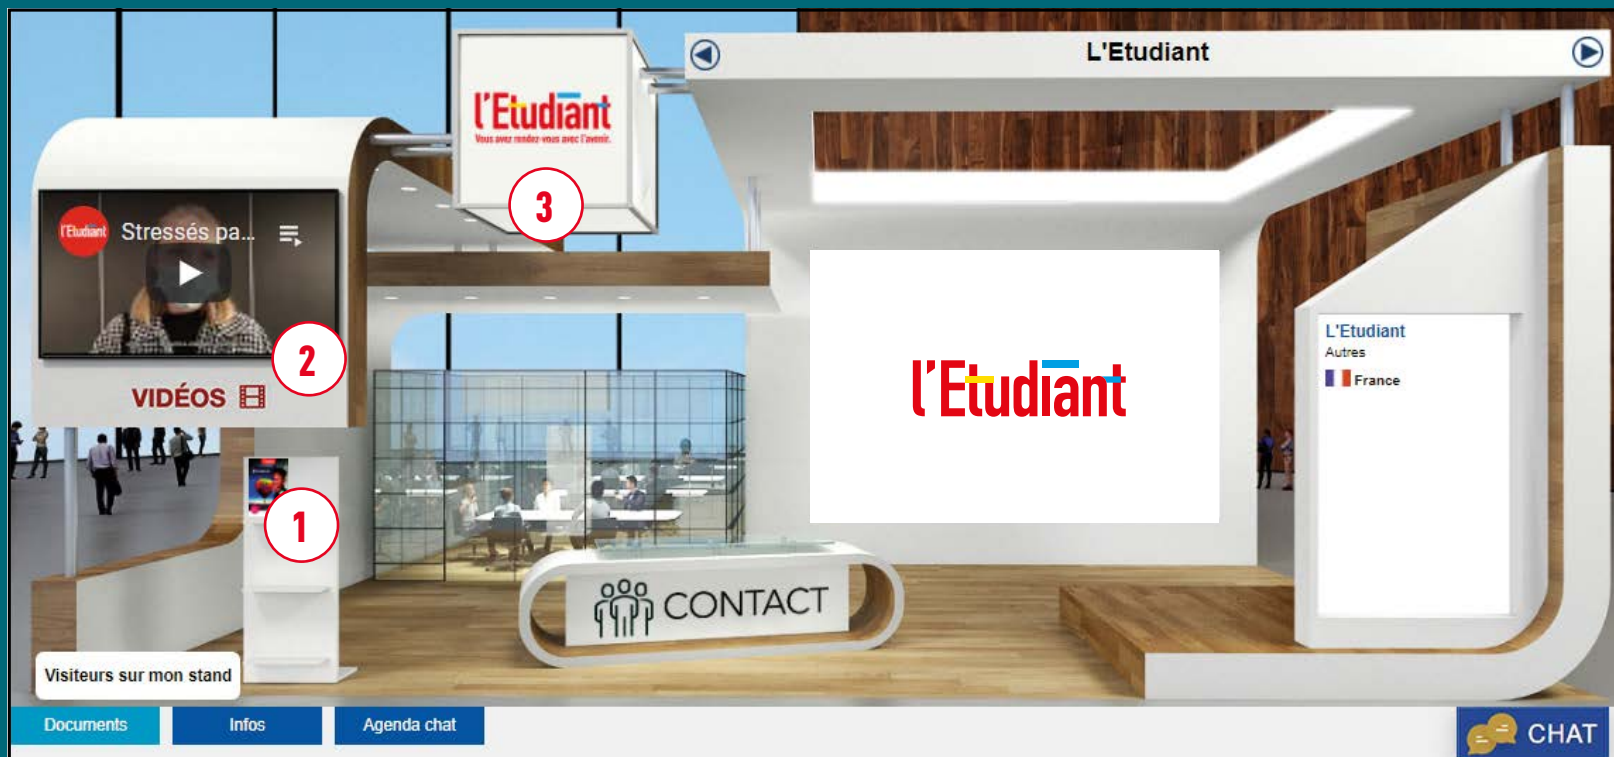 L'Etudiant
l'Etudiant
Vous avez rendez-vous avec l'avenir.
3
l'Etudiant
Stressés pa...
2
VIDÉOS
l'Etudiant
L'Etudiant
Autres
France
1
CONTACT
Visiteurs sur mon stand
Documents
Infos
Agenda chat
CHAT